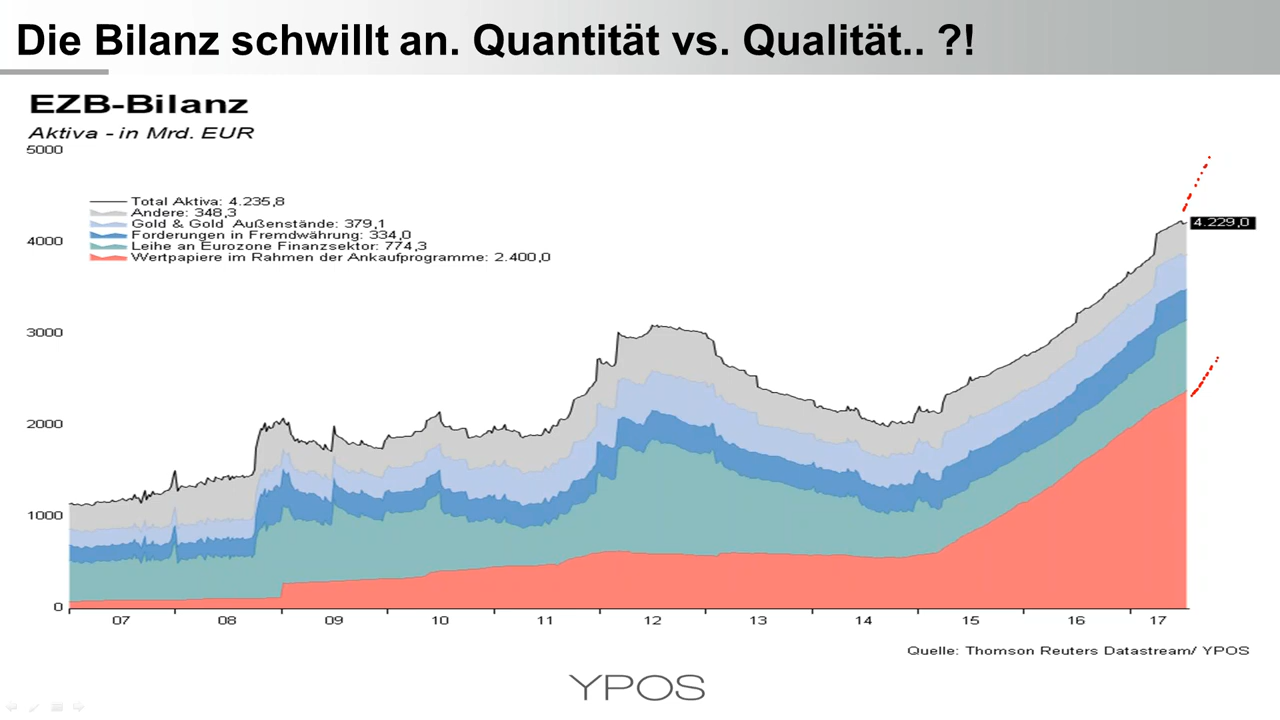 Die Bilanz schwillt an. Quantität vs. Qualität.. ?!
EZB-Bilanz
Aktiva - in Mrd. EUR
5000
4000
3000
2000
1000
0
Total Aktiva: 4.235,8
Andere: 348,3
Gold & Gold Außenstände: 379,1
Forderungen in Fremdwährung: 334,0
Leihe an Eurozone Finanzsektor: 774,3
Wertpapiere im Rahmen der Ankaufprogramme: 2.400,0
4.229,0
07 08 09 10 11 12 13 14 15 16 17
Quelle: Thomson Reuters Datastream/ YPOS
YPOS